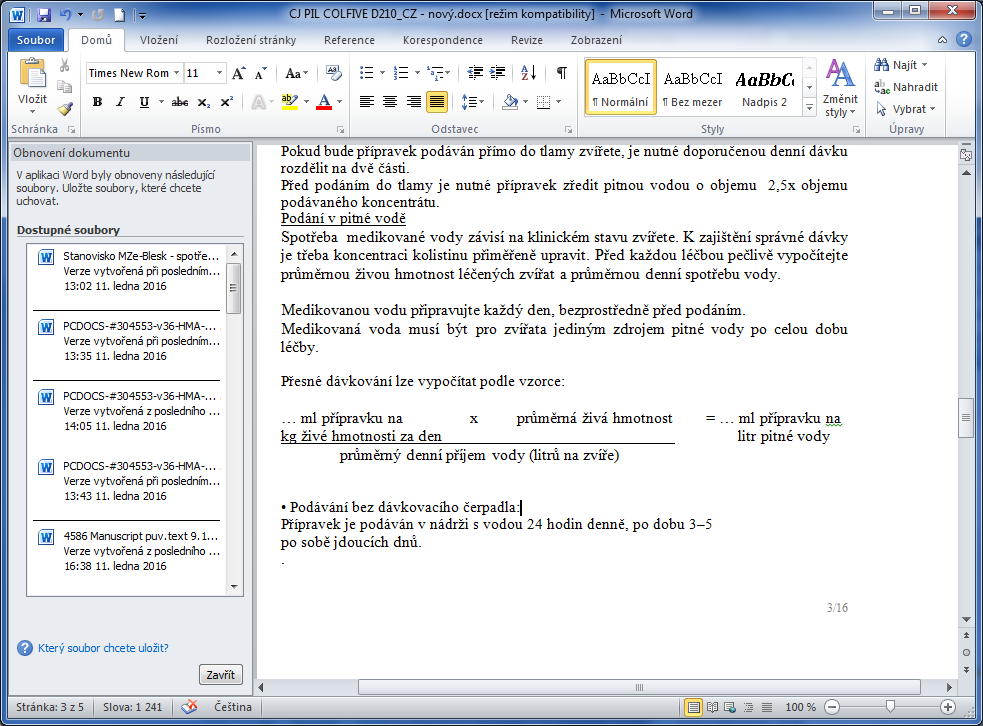 CJ PIL COLFIVE D210_CZ - nový.docx [režim kompatibility] - Microsoft Word
Soubor Domů Vložení Rozložení stránky Reference Korespondence Revize Zobrazení
Vložit
Times New Rom 11
AaBbCcI AaBbCcI AaBbCc
¶ Normální ¶ Bez mezer Nadpis 2
Změnit styly
Najít
Nahradit
Vybrat
Schránka Písmo Odstavec Styly Úpravy
Obnovení dokumentu
V aplikaci Word byly obnoveny následující
soubory. Uložte soubory, které chcete
uchovat.
Dostupné soubory
Stanovisko MZe-Blesk - spotře...
Verze vytvořená při posledním...
13:02 11. ledna 2016
PCDOCS-#304553-v36-HMA-...
Verze vytvořená při posledním...
13:35 11. ledna 2016
PCDOCS-#304553-v36-HMA-...
Verze vytvořená z posledního ...
14:05 11. ledna 2016
PCDOCS-#304553-v36-HMA-...
Verze vytvořená při posledním...
13:43 11. ledna 2016
4586 Manuscript puv.text 9.1...
Verze vytvořená z posledního ...
16:38 11. ledna 2016
Který soubor chcete uložit?
Zavřít
Pokud bude přípravek podáván přímo do tlamy zvířete, je nutné doporučenou denní dávku
rozdělit na dvě části.
Před podáním do tlamy je nutné přípravek zředit pitnou vodou o objemu 2,5x objemu
podávaného koncentrátu.
Podání v pitné vodě
Spotřeba medikované vody závisí na klinickém stavu zvířete. K zajištění správné dávky
je třeba koncentraci kolistinu přiměřeně upravit. Před každou léčbou pečlivě vypočítejte
průměrnou živou hmotnost léčených zvířat a průměrnou denní spotřebu vody.
Medikovanou vodu připravujte každý den, bezprostředně před podáním.
Medikovaná voda musí být pro zvířata jediným zdrojem pitné vody po celou dobu
léčby.
Přesné dávkování lze vypočítat podle vzorce:
… ml přípravku na x průměrná živá hmotnost = … ml přípravku na
kg živé hmotnosti za den litr pitné vody
průměrný denní příjem vody (litrů na zvíře)
• Podávání bez dávkovacího čerpadla:
Přípravek je podáván v nádrži s vodou 24 hodin denně, po dobu 3–5
po sobě jdoucích dnů.
.
3/16
Stránka: 3 z 5 Slova: 1 241 Čeština 100 %